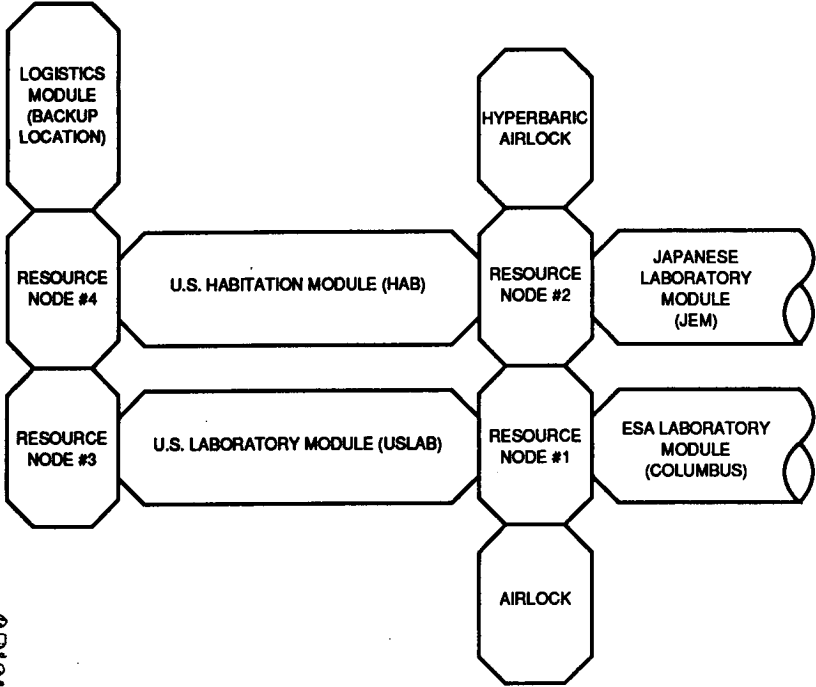 LOGISTICS
MODULE
(BACKUP
LOCATION)
HYPERBARIC
AIRLOCK
RESOURCE
NODE #4
U.S. HABITATION MODULE (HAB)
RESOURCE
NODE #2
JAPANESE
LABORATORY
MODULE
(JEM)
RESOURCE
NODE #3
U.S. LABORATORY MODULE (USLAB)
RESOURCE
NODE #1
ESA LABORATORY
MODULE
(COLUMBUS)
AIRLOCK